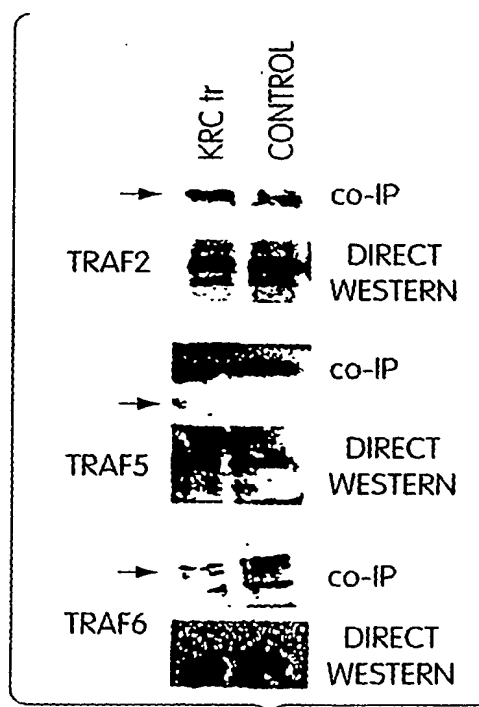 KRC tr
CONTROL
co-IP
TRAF2
DIRECT
WESTERN
co-IP
TRAF5
DIRECT
WESTERN
co-IP
TRAF6
DIRECT
WESTERN